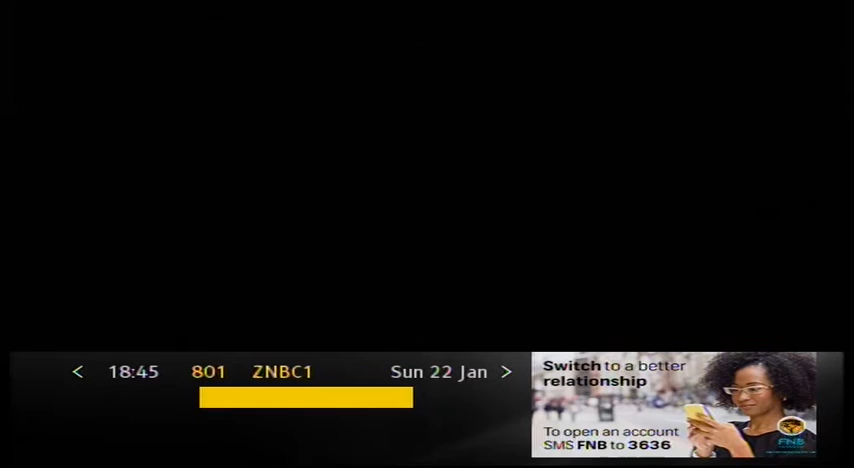 < 18:45 801 ZNBC1 Sun 22 Jan >
Switch to a better
relationship
To open an account
SMS FNB to 3636
FNB